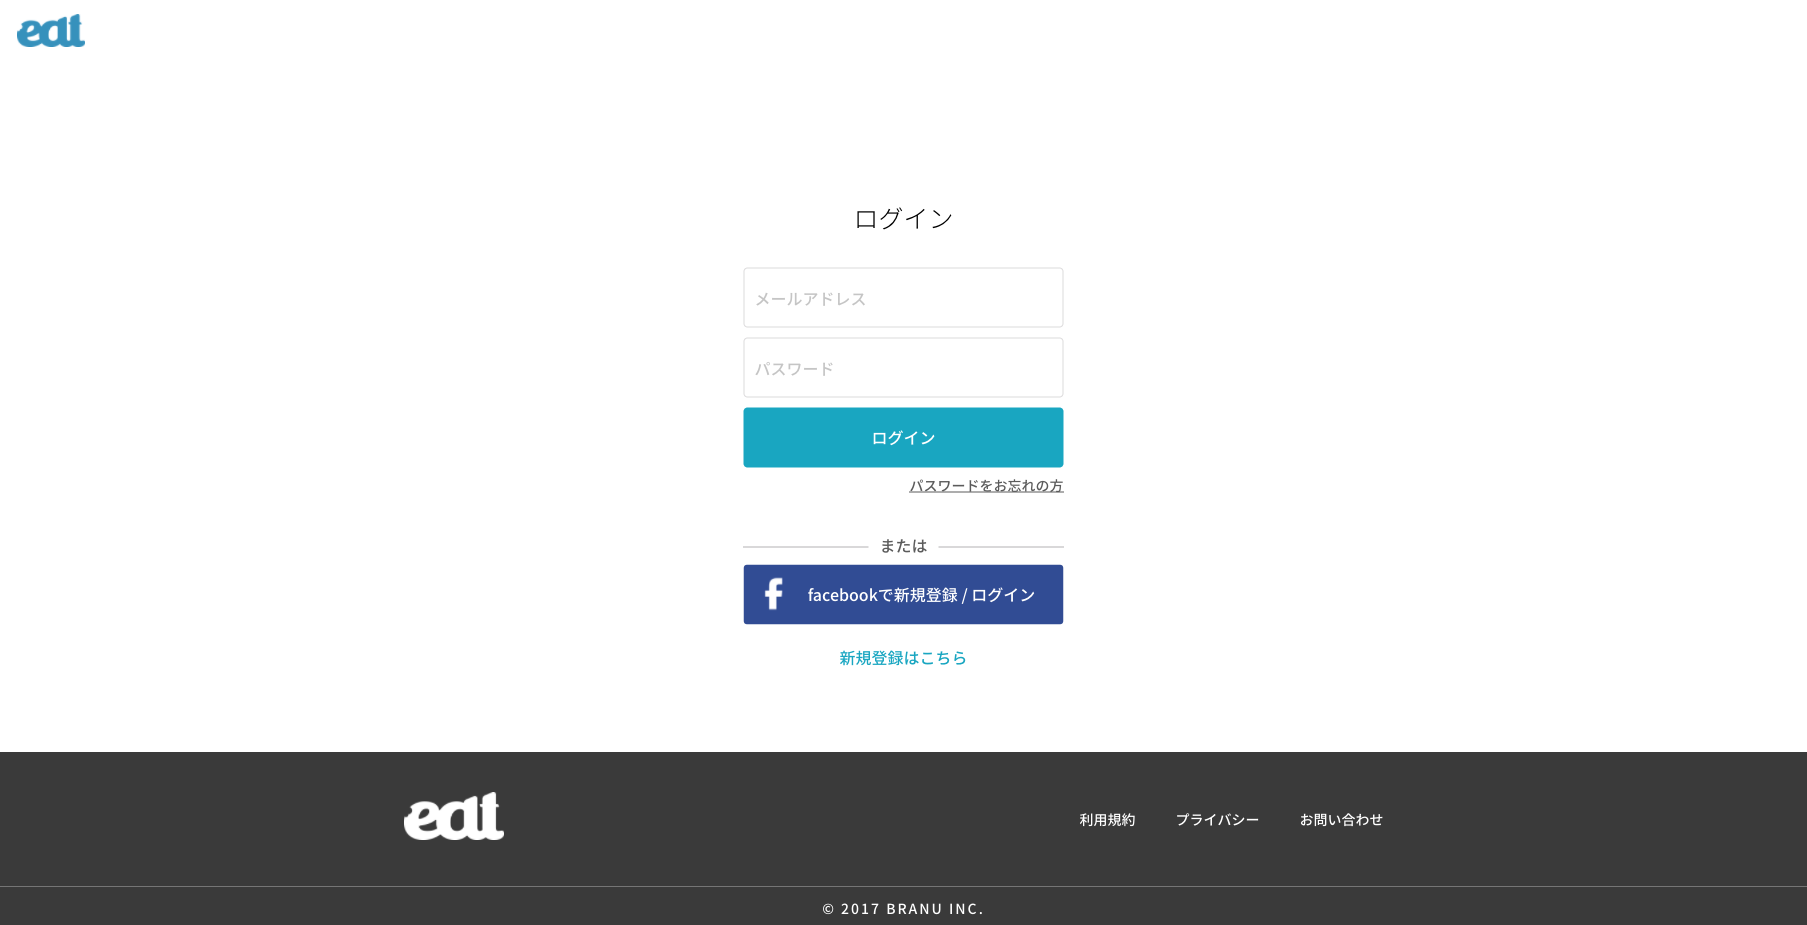 eat
ログイン
メールアドレス
パスワード
ログイン
パスワードをお忘れの方
または
facebookで新規登録 / ログイン
新規登録はこちら
eat
利用規約 プライバシー お問い合わせ
© 2017 BRANU INC.